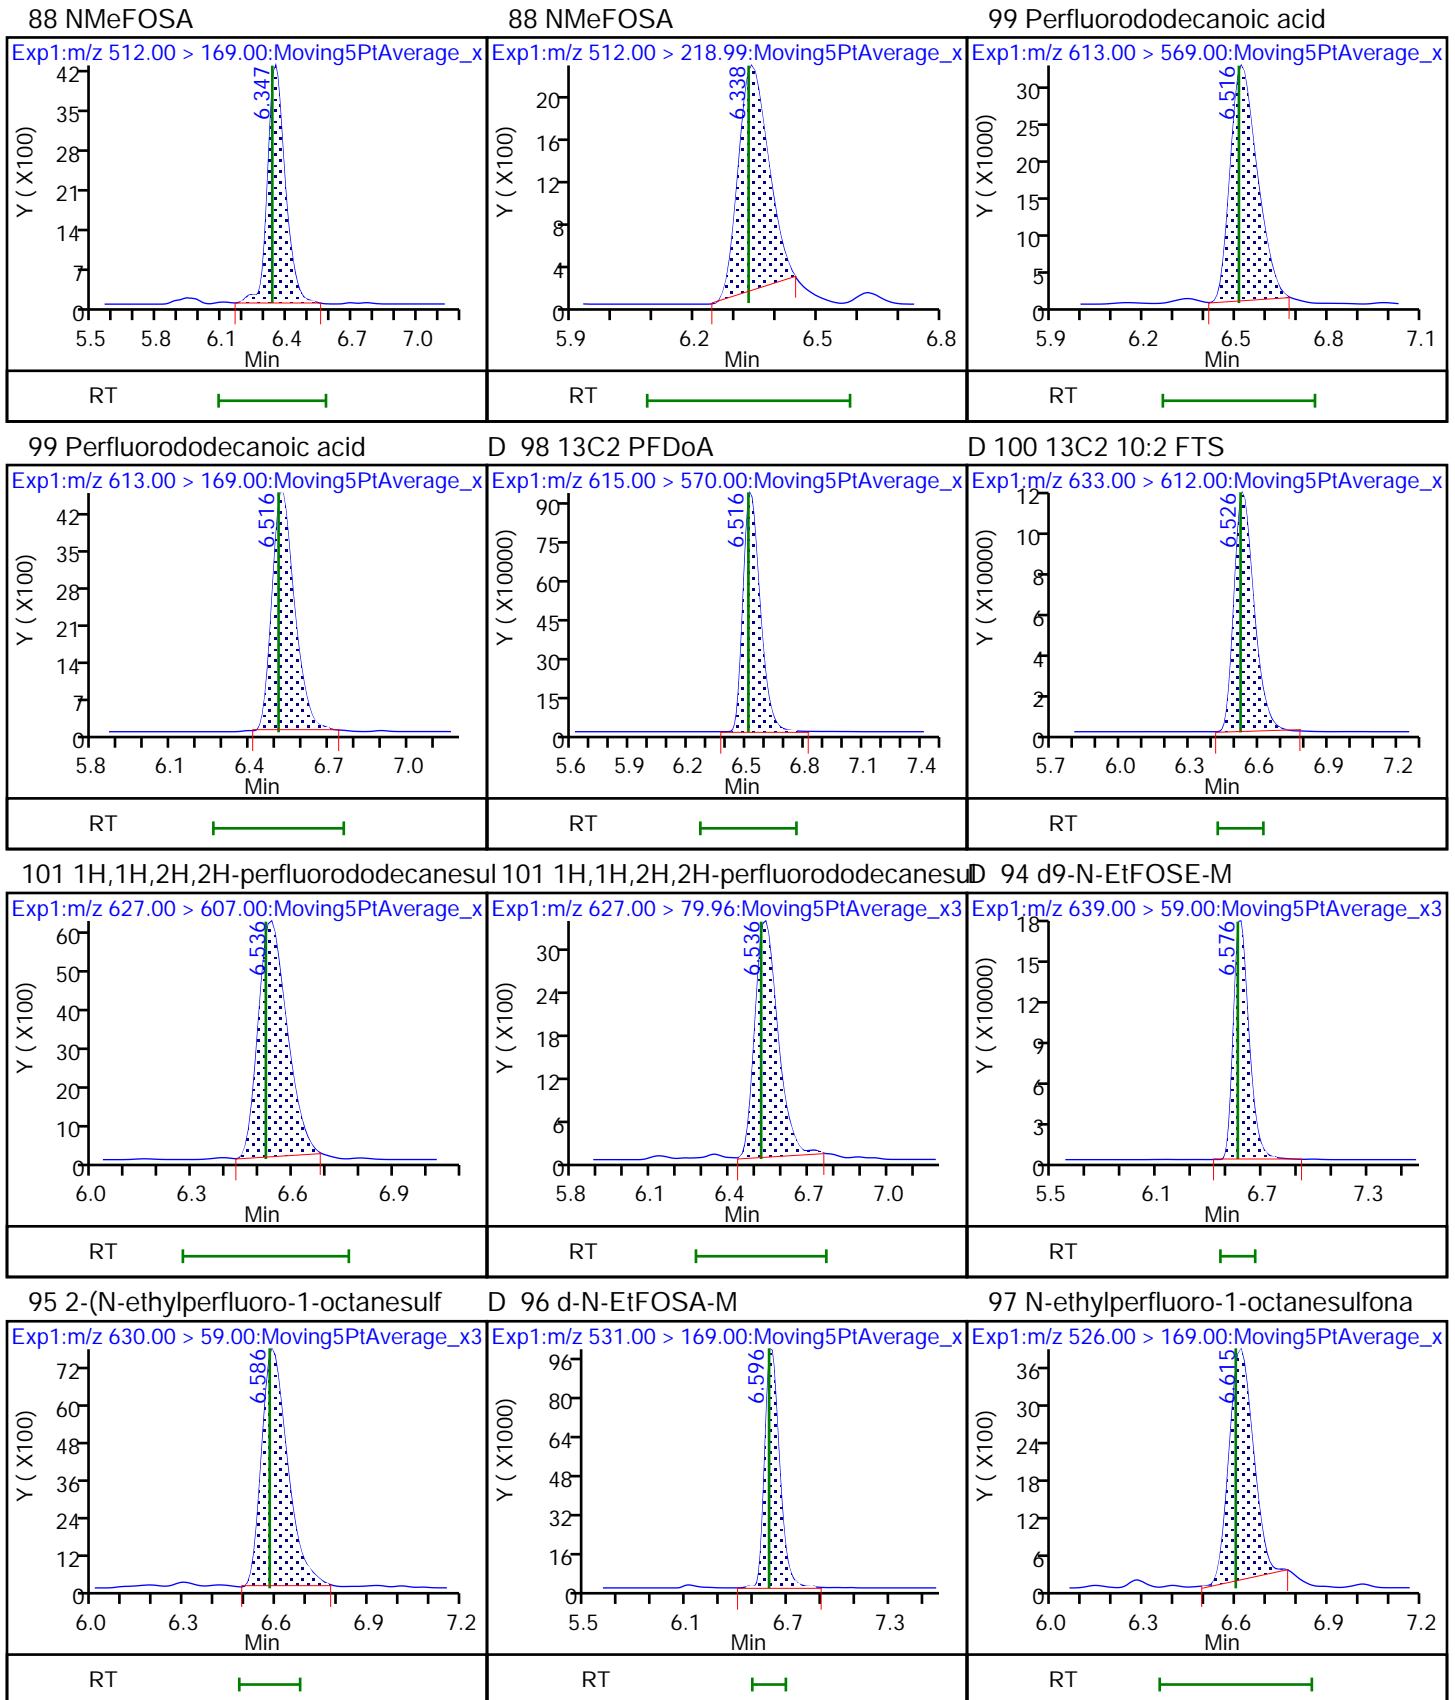 88 NMeFOSA
Exp1:m/z 512.00 > 169.00:Moving5PtAverage_x
6.347
Y ( X100)
42
35
28
21
14
7
0
5.5 5.8 6.1 6.4 6.7 7.0
Min
RT
88 NMeFOSA
Exp1:m/z 512.00 > 218.99:Moving5PtAverage_x
6.338
Y ( X100)
20
16
12
8
4
0
5.9 6.2 6.5 6.8
Min
RT
99 Perfluorododecanoic acid
Exp1:m/z 613.00 > 569.00:Moving5PtAverage_x
6.516
Y ( X1000)
30
25
20
15
10
5
0
5.9 6.2 6.5 6.8 7.1
Min
RT
99 Perfluorododecanoic acid
Exp1:m/z 613.00 > 169.00:Moving5PtAverage_x
6.516
Y ( X100)
42
35
28
21
14
7
0
5.8 6.1 6.4 6.7 7.0
Min
RT
D 98 13C2 PFDoA
Exp1:m/z 615.00 > 570.00:Moving5PtAverage_x
6.516
Y ( X10000)
90
75
60
45
30
15
0
5.6 5.9 6.2 6.5 6.8 7.1 7.4
Min
RT
D 100 13C2 10:2 FTS
Exp1:m/z 633.00 > 612.00:Moving5PtAverage_x
6.526
Y ( X10000)
12
10
8
6
4
2
0
5.7 6.0 6.3 6.6 6.9 7.2
Min
RT
101 1H,1H,2H,2H-perfluorododecanesul
Exp1:m/z 627.00 > 607.00:Moving5PtAverage_x
6.536
Y ( X100)
60
50
40
30
20
10
0
6.0 6.3 6.6 6.9
Min
RT
101 1H,1H,2H,2H-perfluorododecanesul
Exp1:m/z 627.00 > 79.96:Moving5PtAverage_x3
6.536
Y ( X100)
30
24
18
12
6
0
5.8 6.1 6.4 6.7 7.0
Min
RT
D 94 d9-N-EtFOSE-M
Exp1:m/z 639.00 > 59.00:Moving5PtAverage_x3
6.576
Y ( X10000)
18
15
12
9
6
3
0
5.5 6.1 6.7 7.3
Min
RT
95 2-(N-ethylperfluoro-1-octanesulf
Exp1:m/z 630.00 > 59.00:Moving5PtAverage_x3
6.586
Y ( X100)
72
60
48
36
24
12
0
6.0 6.3 6.6 6.9 7.2
Min
RT
D 96 d-N-EtFOSA-M
Exp1:m/z 531.00 > 169.00:Moving5PtAverage_x
6.596
Y ( X1000)
96
80
64
48
32
16
0
5.5 6.1 6.7 7.3
Min
RT
97 N-ethylperfluoro-1-octanesulfona
Exp1:m/z 526.00 > 169.00:Moving5PtAverage_x
6.615
Y ( X100)
36
30
24
18
12
6
0
6.0 6.3 6.6 6.9 7.2
Min
RT